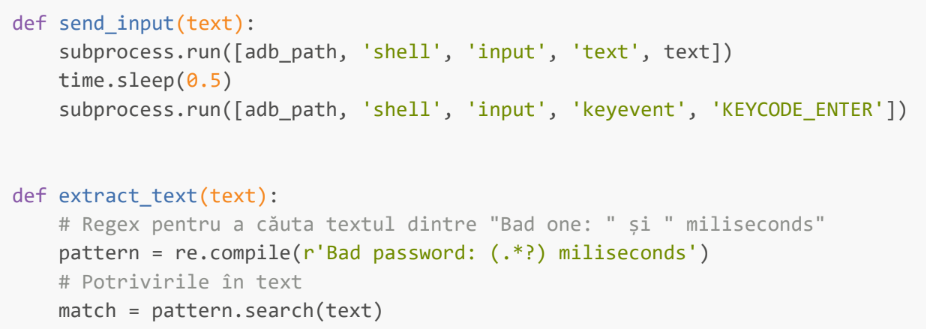 def send_input(text):
    subprocess.run([adb_path, 'shell', 'input', 'text', text])
    time.sleep(0.5)
    subprocess.run([adb_path, 'shell', 'input', 'keyevent', 'KEYCODE_ENTER'])
def extract_text(text):
    # Regex pentru a căuta textul dintre "Bad one: " și " miliseconds"
    pattern = re.compile(r'Bad password: (.*?) miliseconds')
    # Potrivirile în text
    match = pattern.search(text)